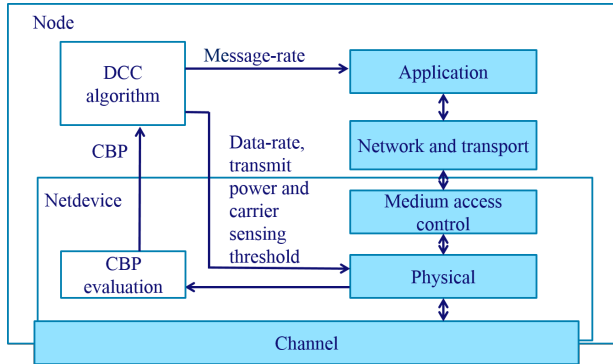 Node
DCC
algorithm
Message-rate
Application
CBP
Data-rate,
transmit
power and
carrier
sensing
threshold
Network and transport
Netdevice
Medium access
control
CBP
evaluation
Physical
Channel